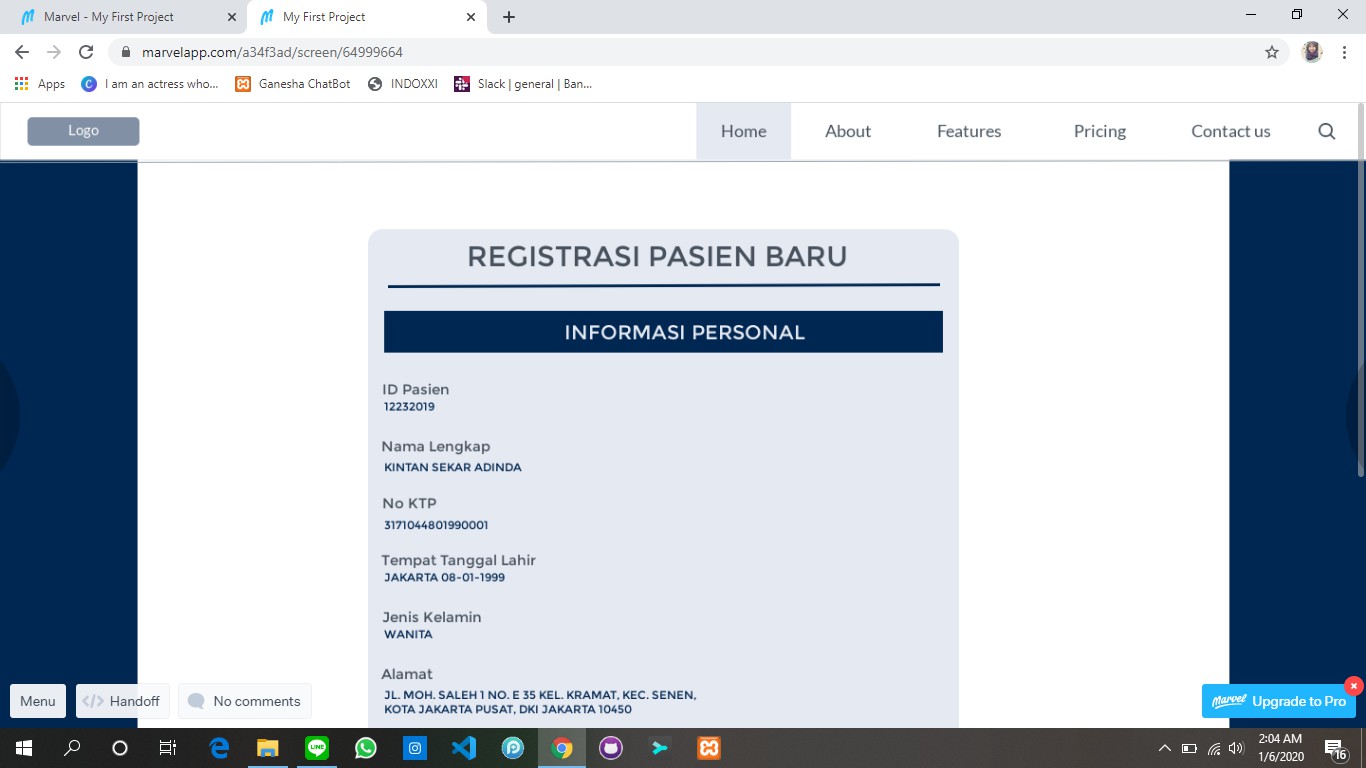 Marvel - My First Project
My First Project
marvelapp.com/a34f3ad/screen/64999664
Apps
I am an actress who...
Ganesha ChatBot
INDOXXI
Slack | general | Ban...
Logo
Home
About
Features
Pricing
Contact us
REGISTRASI PASIEN BARU
INFORMASI PERSONAL
ID Pasien
12232019
Nama Lengkap
KINTAN SEKAR ADINDA
No KTP
3171044801990001
Tempat Tanggal Lahir
JAKARTA 08-01-1999
Jenis Kelamin
WANITA
Alamat
JL. MOH. SALEH 1 NO. E 35 KEL. KRAMAT, KEC. SENEN,
KOTA JAKARTA PUSAT, DKI JAKARTA 10450
Menu
</> Handoff
No comments
Marvel Upgrade to Pro
2:04 AM
1/6/2020
16